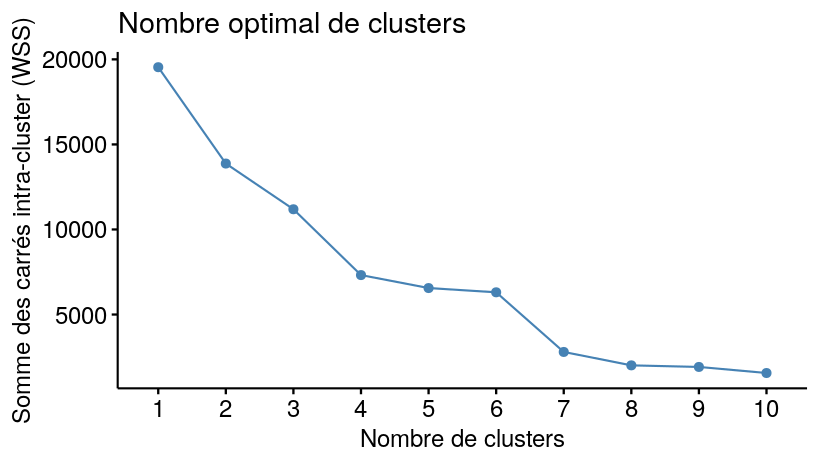 Nombre optimal de clusters
Somme des carrés intra-cluster (WSS)
20000
15000
10000
5000
1 2 3 4 5 6 7 8 9 10
Nombre de clusters